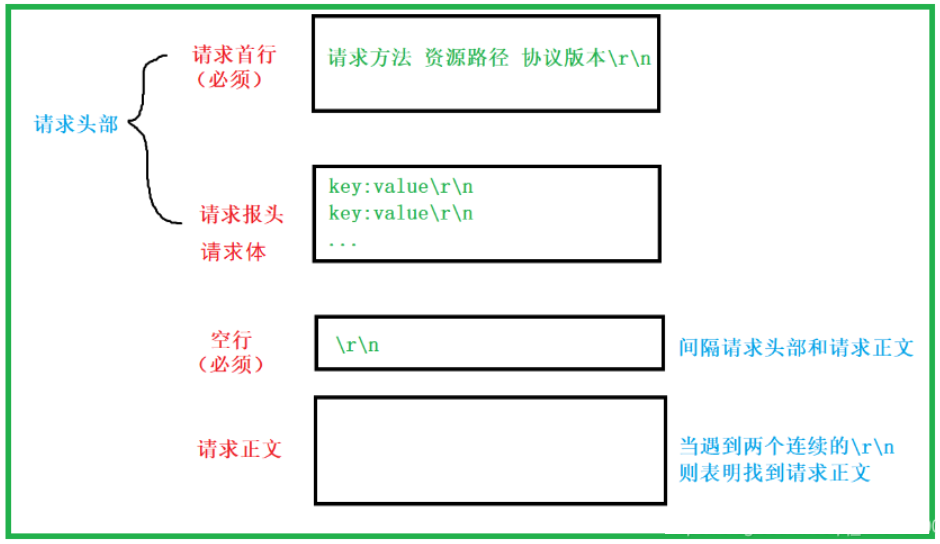 请求首行
(必须)
请求方法 资源路径 协议版本\r\n
请求头部
请求报头
请求体
key:value\r\n
key:value\r\n
...
空行
(必须)
\r\n
间隔请求头部和请求正文
请求正文
当遇到两个连续的\r\n
则表明找到请求正文